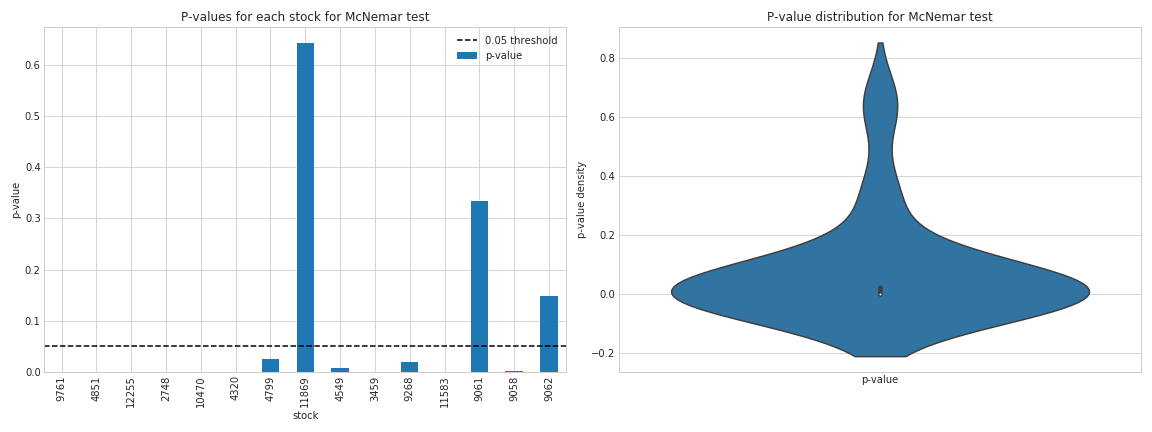 P-values for each stock for McNemar test
0.05 threshold
p-value
p-value
0.6
0.5
0.4
0.3
0.2
0.1
0.0
9761 4851 12255 2748 10470 4320 4799 11869 4549 3459 9268 11583 9061 9058 9062
stock
P-value distribution for McNemar test
p-value density
0.8
0.6
0.4
0.2
0.0
−0.2
p-value